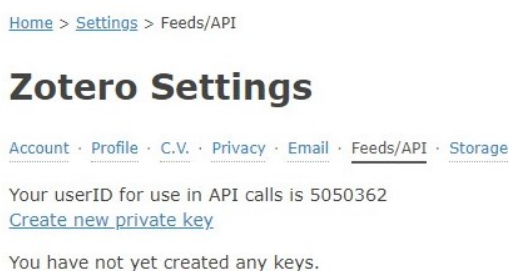 Home > Settings > Feeds/API
Zotero Settings
Account · Profile · C.V. · Privacy · Email · Feeds/API · Storage
Your userID for use in API calls is 5050362
Create new private key
You have not yet created any keys.